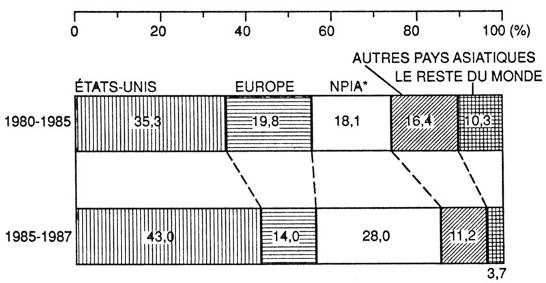 0 20 40 60 80 100 (%)
AUTRES PAYS ASIATIQUES
LE RESTE DU MONDE
ÉTATS-UNIS EUROPE NPIA*
1980-1985 35,3 19,8 18,1 16,4 10,3
1985-1987 43,0 14,0 28,0 11,2
3,7